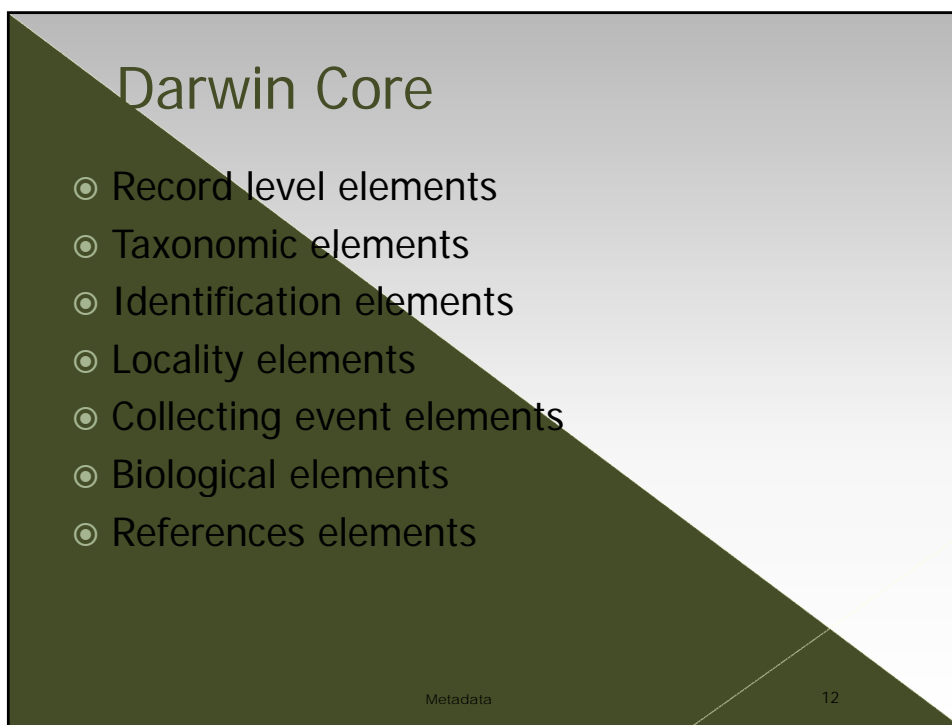 Darwin Core
Record level elements
Taxonomic elements
Identification elements
Locality elements
Collecting event elements
Biological elements
References elements
Metadata
12